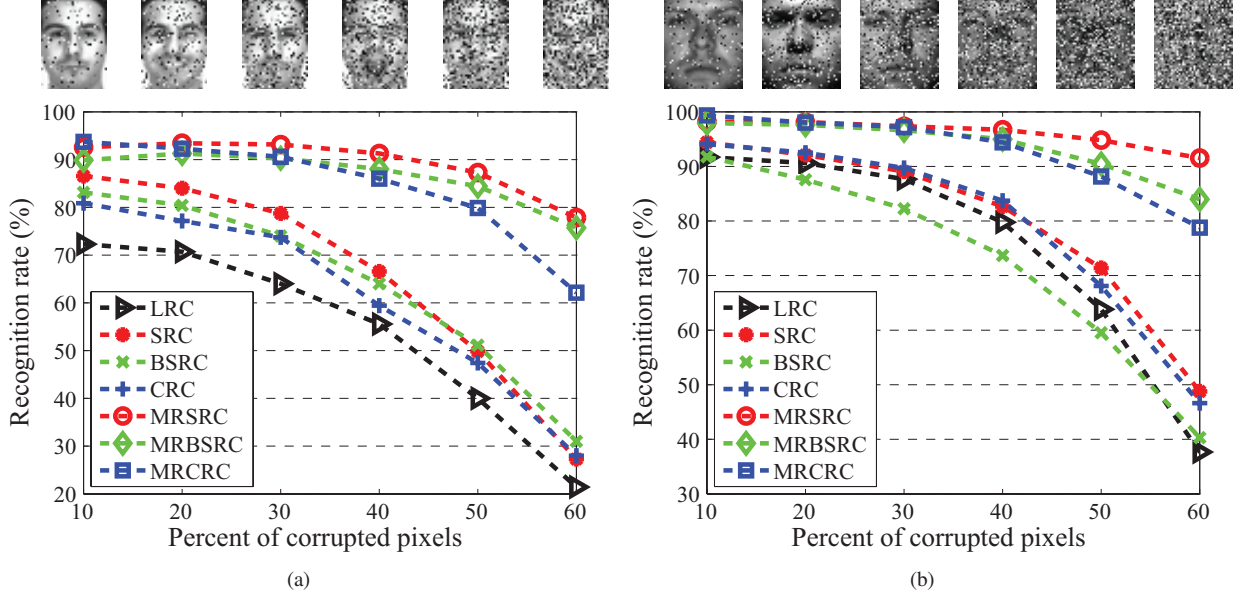 100
90
80
70
60
50
40
30
20
Recognition rate (%)
LRC
SRC
BSRC
CRC
MRSRC
MRBSRC
MRCRC
10 20 30 40 50 60
Percent of corrupted pixels
(a)
100
90
80
70
60
50
40
30
Recognition rate (%)
LRC
SRC
BSRC
CRC
MRSRC
MRBSRC
MRCRC
10 20 30 40 50 60
Percent of corrupted pixels
(b)